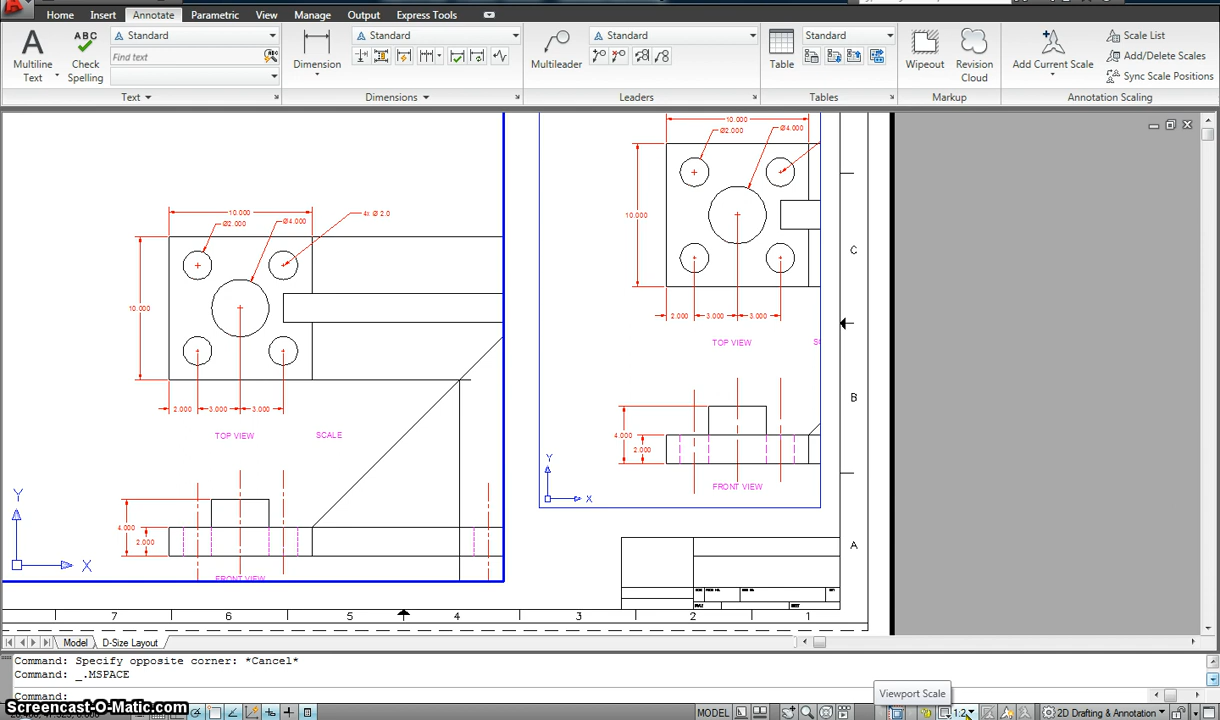 Home Insert Annotate Parametric View Manage Output Express Tools
Multiline Text
ABC Check Spelling
Standard
Find text
Text
Dimension
Standard
Dimensions
Multileader
Standard
Leaders
Table
Standard
Tables
Wipeout
Revision Cloud
Markup
Add Current Scale
Scale List
Add/Delete Scales
Sync Scale Positions
Annotation Scaling
10.000
Ø2.000
Ø4.000
4x Ø 2.0
10.000
2.000 3.000 3.000
TOP VIEW SCALE
4.000
2.000
FRONT VIEW
Y
X
10.000
Ø2.000
Ø4.000
10.000
2.000 3.000 3.000
TOP VIEW
4.000
2.000
FRONT VIEW
Y
X
C
B
A
7 6 5 4 3 2 1
Model D-Size Layout
Command: Specify opposite corner: *Cancel*
Command: _.MSPACE
Command:
Viewport Scale
Screencast-O-Matic.com
MODEL
1:2
2D Drafting & Annotation